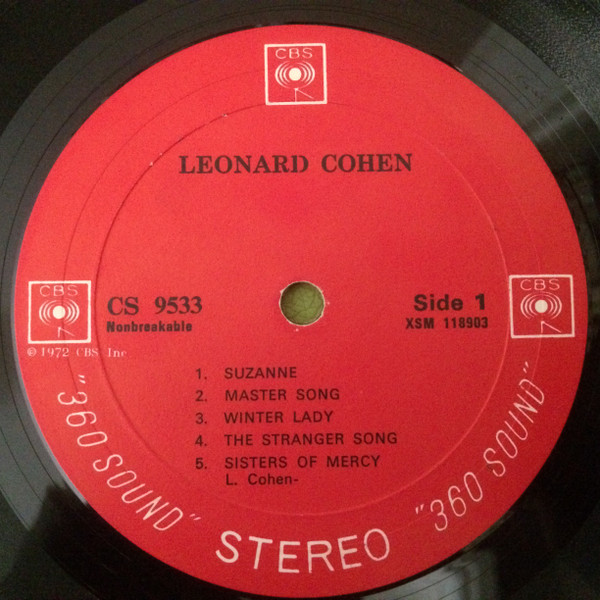 CBS
LEONARD COHEN
CBS
CBS
CS 9533
Nonbreakable
Side 1
XSM 118903
© 1972 CBS Inc
1. SUZANNE
2. MASTER SONG
3. WINTER LADY
4. THE STRANGER SONG
5. SISTERS OF MERCY
L. Cohen-
"360 SOUND" STEREO "360 SOUND"